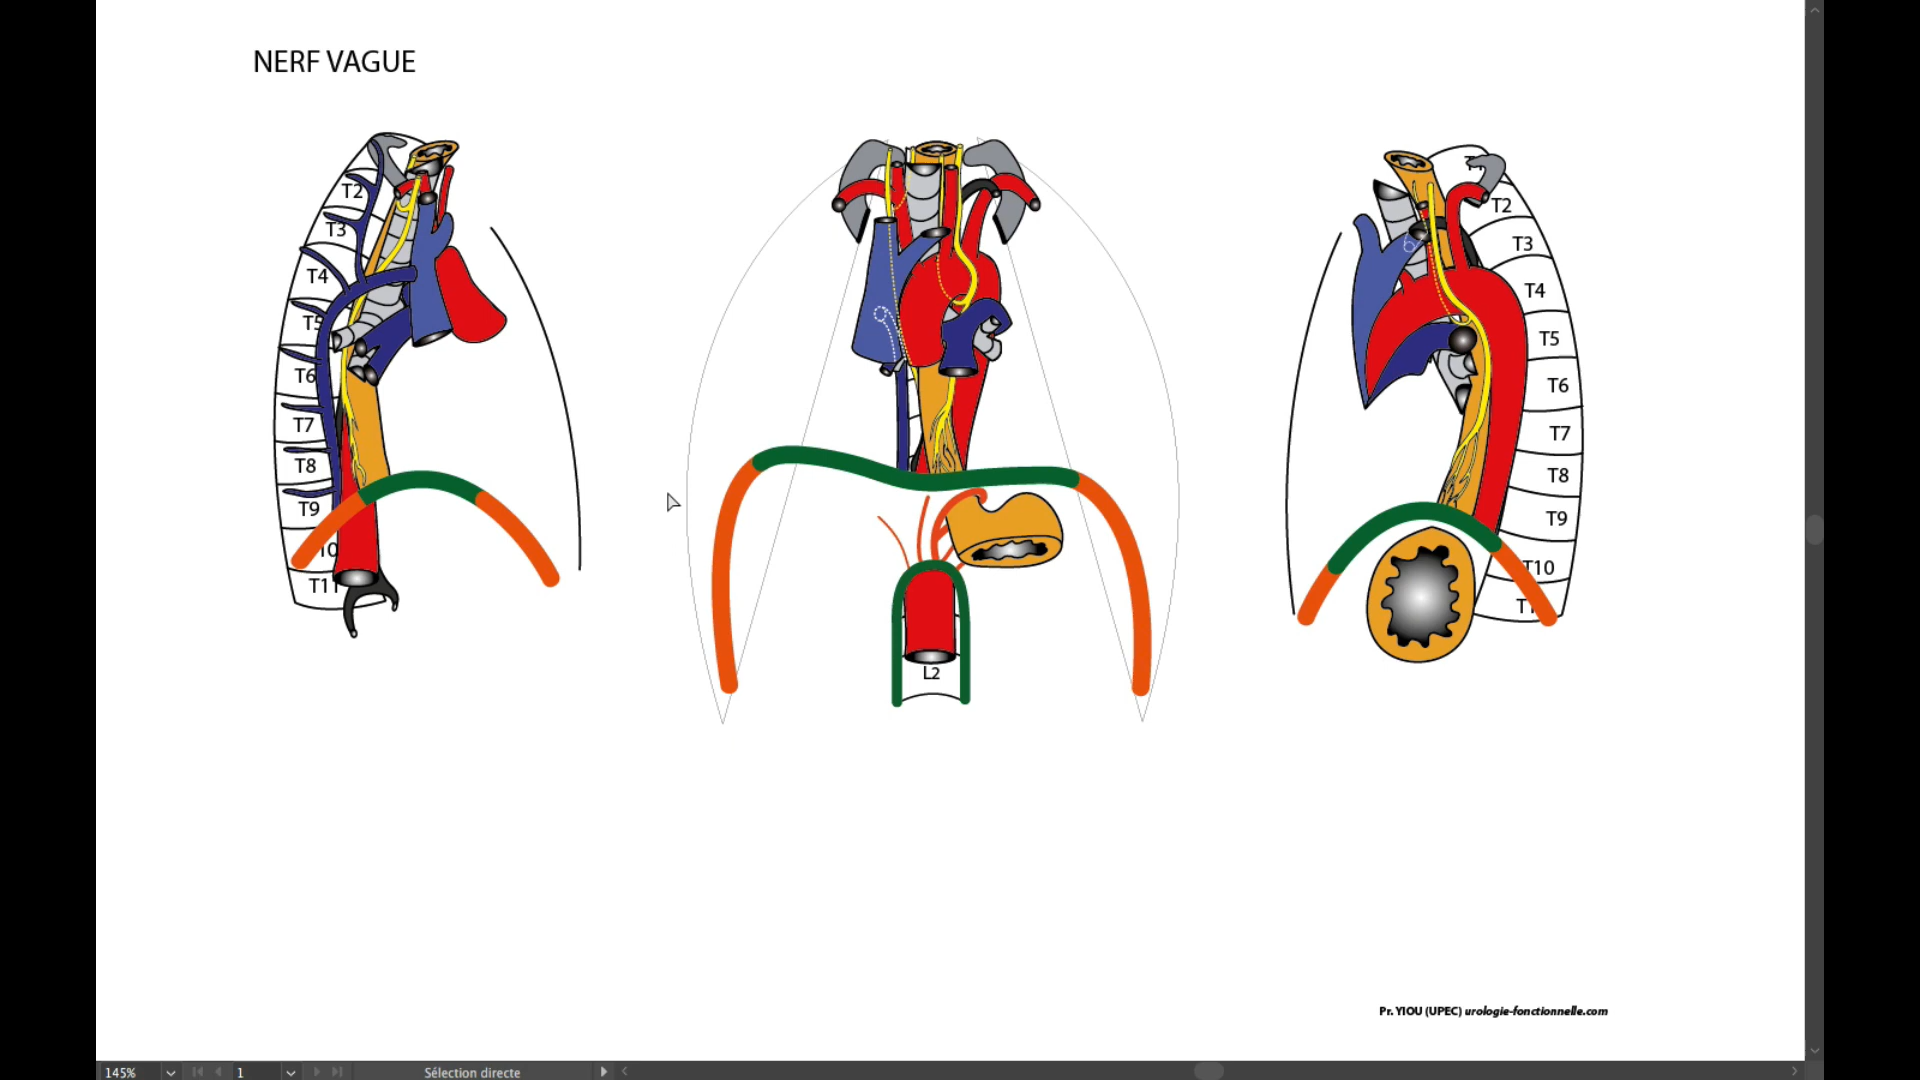 NERF VAGUE
T2
T3
T4
T5
T6
T7
T8
T9
T11
L2
T2
T3
T4
T5
T6
T7
T8
T9
T10
Pr. YIOU (UPEC) urologie-fonctionnelle.com
145%
1
Sélection directe